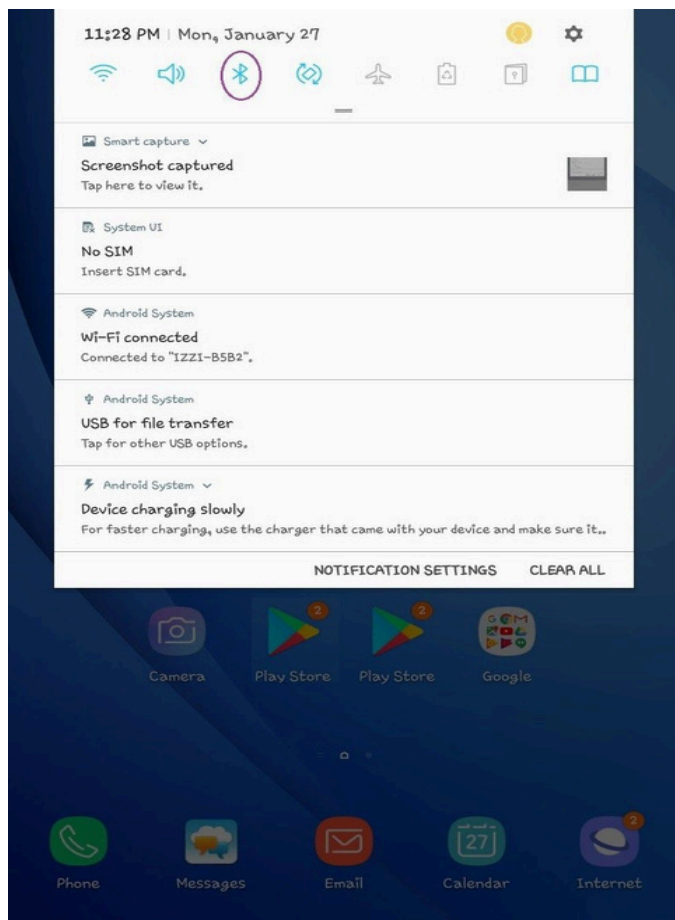 11:28 PM | Mon, January 27
Smart capture
Screenshot captured
Tap here to view it.
System UI
No SIM
Insert SIM card.
Android System
Wi-Fi connected
Connected to "IZZI-B5B2".
Android System
USB for file transfer
Tap for other USB options.
Android System
Device charging slowly
For faster charging, use the charger that came with your device and make sure it..
NOTIFICATION SETTINGS CLEAR ALL
2 2
Camera Play Store Play Store Google
2
27
Phone Messages Email Calendar Internet